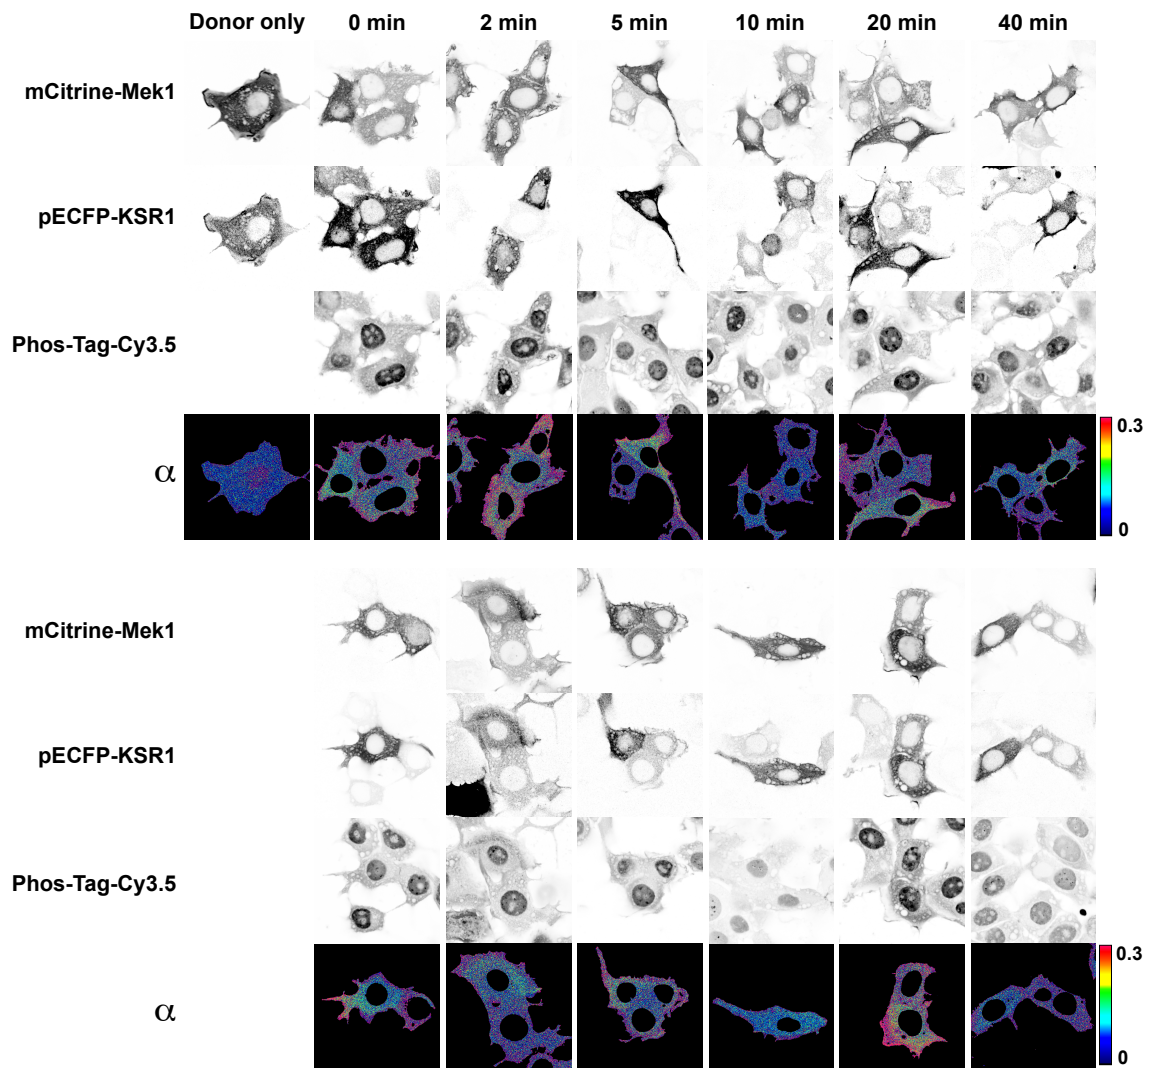 Donor only 0 min 2 min 5 min 10 min 20 min 40 min
mCitrine-Mek1
pECFP-KSR1
Phos-Tag-Cy3.5
α
0.3
0
mCitrine-Mek1
pECFP-KSR1
Phos-Tag-Cy3.5
α
0.3
0